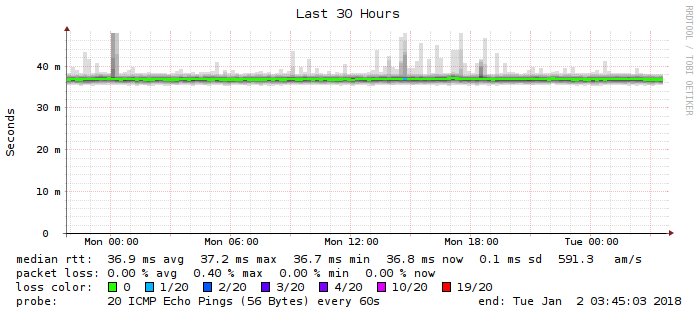 Last 30 Hours
RRDTOOL / TOBI OETIKER
Seconds
40 m
30 m
20 m
10 m
0
Mon 00:00 Mon 06:00 Mon 12:00 Mon 18:00 Tue 00:00
median rtt: 36.9 ms avg 37.2 ms max 36.7 ms min 36.8 ms now 0.1 ms sd 591.3 am/s
packet loss: 0.00 % avg 0.40 % max 0.00 % min 0.00 % now
loss color: 0 1/20 2/20 3/20 4/20 10/20 19/20
probe: 20 ICMP Echo Pings (56 Bytes) every 60s end: Tue Jan 2 03:45:03 2018